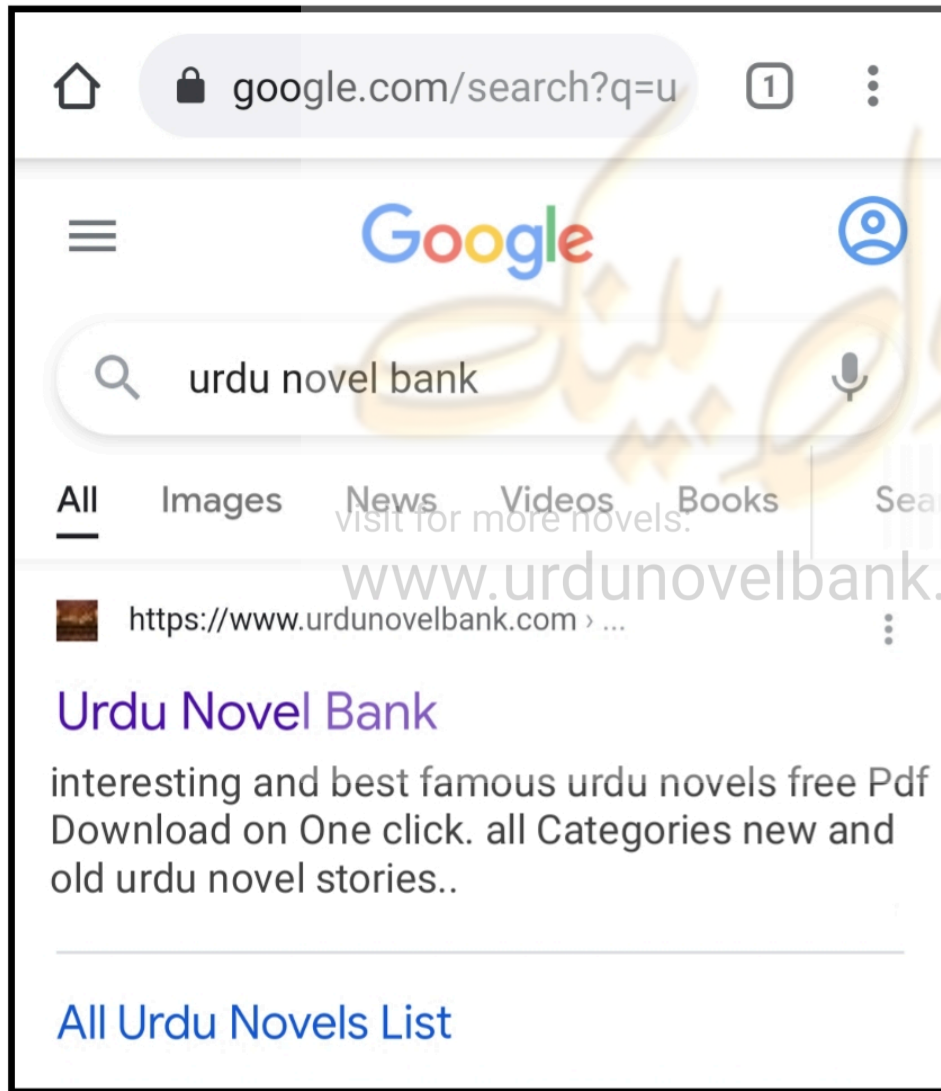 google.com/search?q=u
1
Google
urdu novel bank
All Images News Videos Books Sea
visit for more novels:
www.urdunovelbank.
https://www.urdunovelbank.com › ...
Urdu Novel Bank
interesting and best famous urdu novels free Pdf
Download on One click. all Categories new and
old urdu novel stories..
All Urdu Novels List